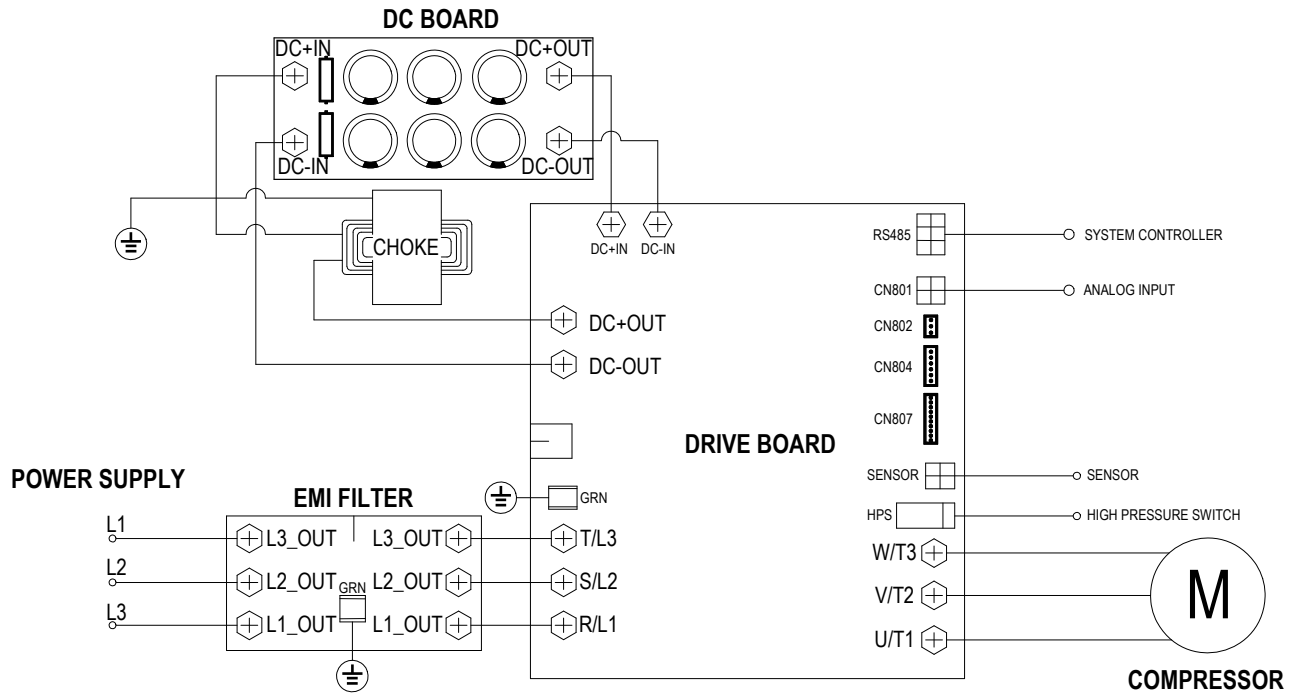 DC BOARD
DC+IN
DC+OUT
DC-IN
DC-OUT
CHOKE
DC+IN
DC-IN
RS485
SYSTEM CONTROLLER
CN801
ANALOG INPUT
DC+OUT
CN802
DC-OUT
CN804
CN807
DRIVE BOARD
POWER SUPPLY
SENSOR
SENSOR
EMI FILTER
GRN
HPS
HIGH PRESSURE SWITCH
L1
L3_OUT
L3_OUT
T/L3
W/T3
L2
L2_OUT
GRN
L2_OUT
S/L2
V/T2
M
L3
L1_OUT
L1_OUT
R/L1
U/T1
COMPRESSOR